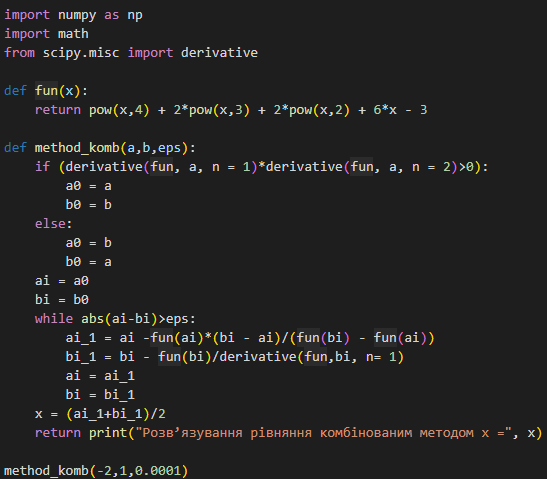 import numpy as np
import math
from scipy.misc import derivative

def fun(x):
    return pow(x,4) + 2*pow(x,3) + 2*pow(x,2) + 6*x - 3

def method_komb(a,b,eps):
    if (derivative(fun, a, n = 1)*derivative(fun, a, n = 2)>0):
        a0 = a
        b0 = b
    else:
        a0 = b
        b0 = a
    ai = a0
    bi = b0
    while abs(ai-bi)>eps:
        ai_1 = ai -fun(ai)*(bi - ai)/(fun(bi) - fun(ai))
        bi_1 = bi - fun(bi)/derivative(fun,bi, n= 1)
        ai = ai_1
        bi = bi_1
    x = (ai_1+bi_1)/2
    return print("Розв’язування рівняння комбінованим методом x =", x)

method_komb(-2,1,0.0001)